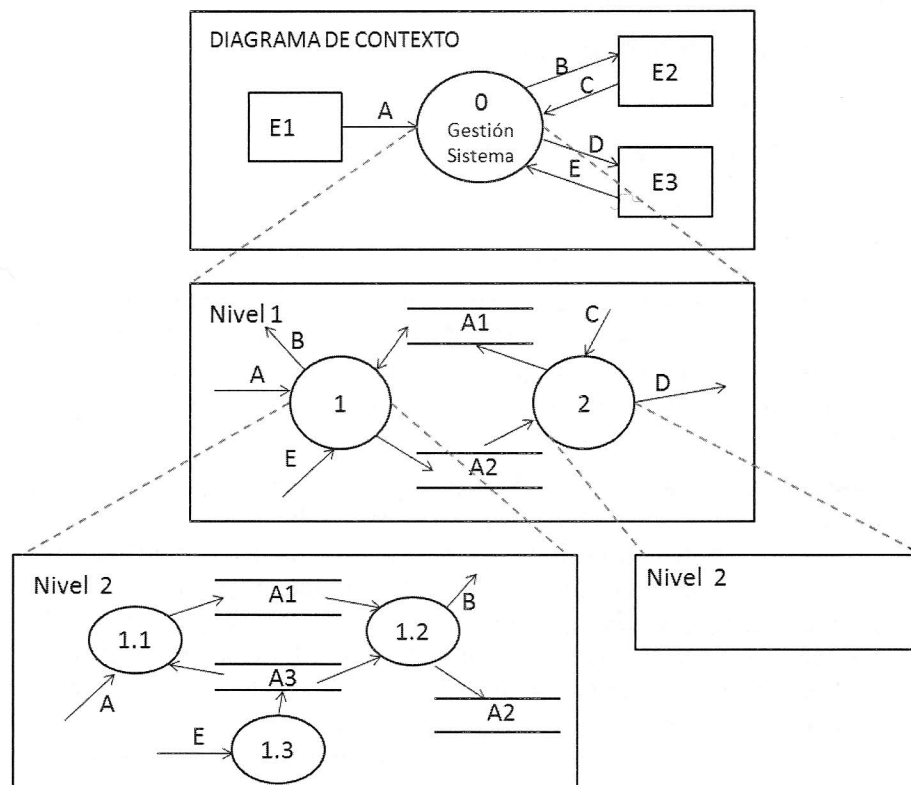 DIAGRAMA DE CONTEXTO
E1
A
0
Gestión
Sistema
B
C
E2
D
E
E3
Nivel 1
B
A
1
E
A1
A2
C
2
D
Nivel 2
1.1
A
A1
A3
E
1.3
1.2
B
A2
Nivel 2